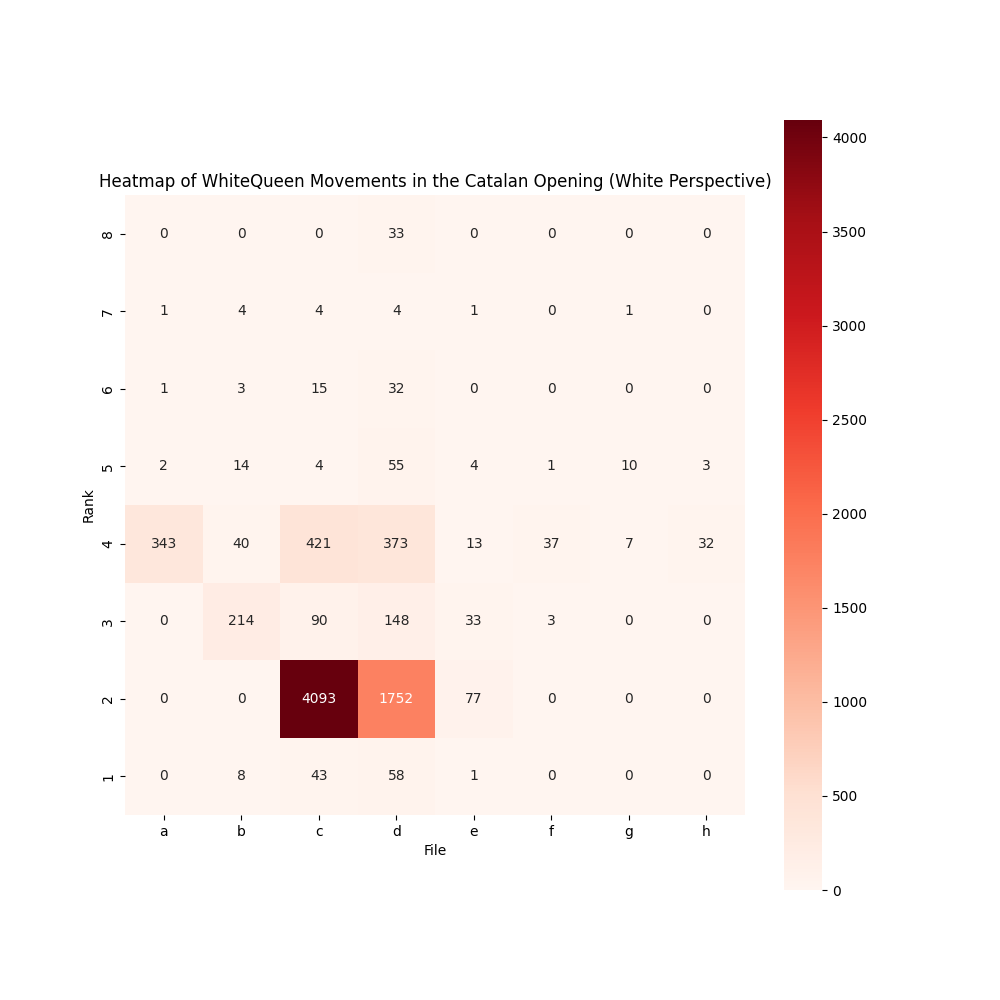 Heatmap of WhiteQueen Movements in the Catalan Opening (White Perspective)
8 0 0 0 33 0 0 0 0
7 1 4 4 4 1 0 1 0
6 1 3 15 32 0 0 0 0
5 2 14 4 55 4 1 10 3
4 343 40 421 373 13 37 7 32
3 0 214 90 148 33 3 0 0
2 0 0 4093 1752 77 0 0 0
1 0 8 43 58 1 0 0 0
a b c d e f g h
File
Rank
4000
3500
3000
2500
2000
1500
1000
500
0